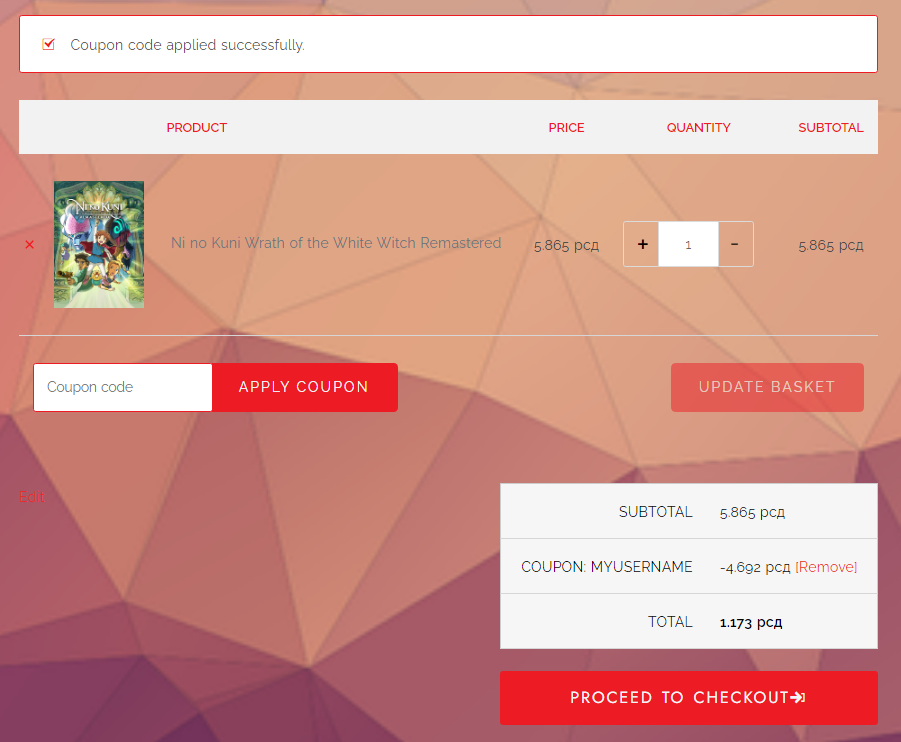 Coupon code applied successfully.
PRODUCT PRICE QUANTITY SUBTOTAL
NI NO KUNI
× Ni no Kuni Wrath of the White Witch Remastered 5.865 рсд + 1 - 5.865 рсд
Coupon code APPLY COUPON UPDATE BASKET
Edit
SUBTOTAL 5.865 рсд
COUPON: MYUSERNAME -4.692 рсд [Remove]
TOTAL 1.173 рсд
PROCEED TO CHECKOUT